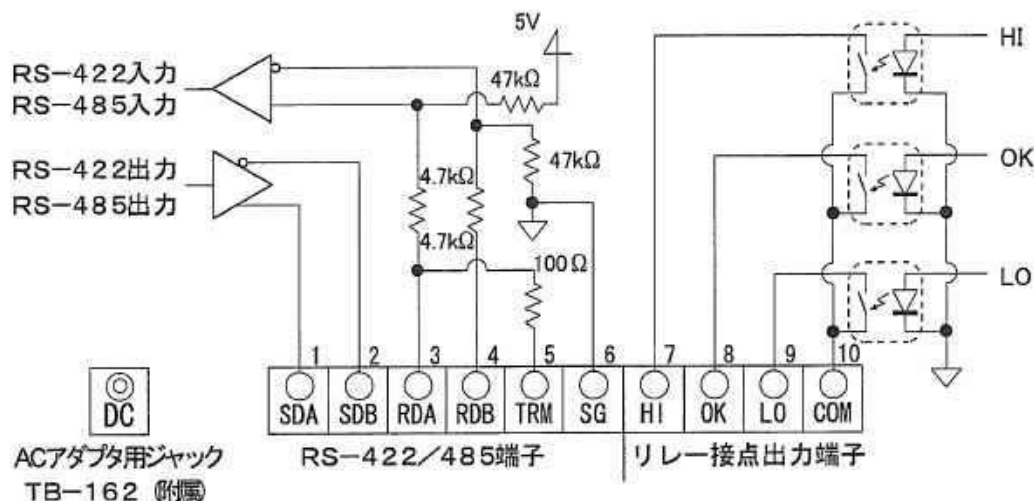 5V
HI
RS-422入力
RS-485入力
47kΩ
OK
RS-422出力
RS-485出力
4.7kΩ
47kΩ
4.7kΩ
100Ω
LO
1 2 3 4 5 6 7 8 9 10
DC SDA SDB RDA RDB TRM SG HI OK LO COM
ACアダプタ用ジャック
RS-422/485端子
リレー接点出力端子
TB-162 (附属)